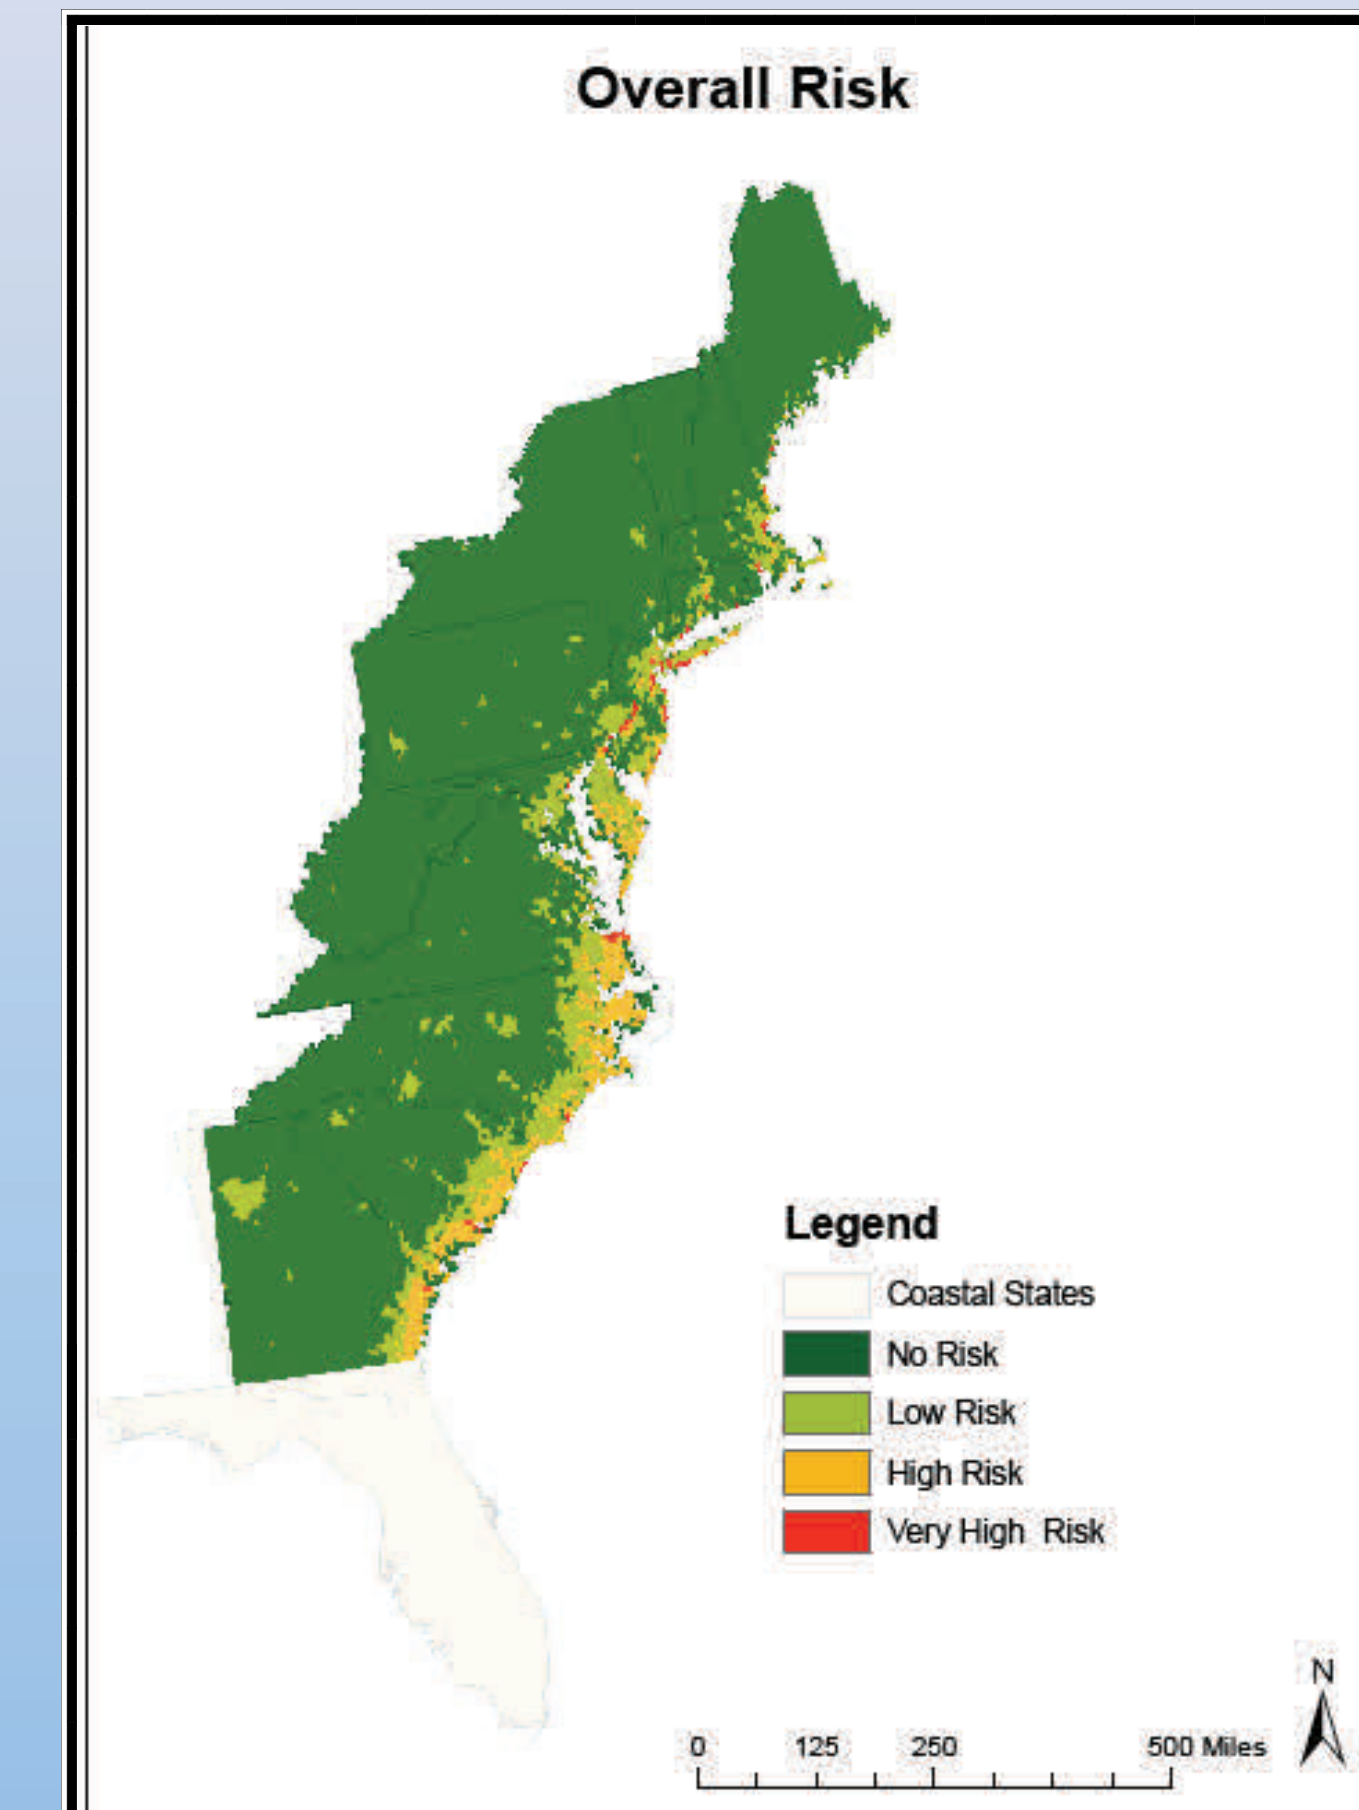 Overall Risk
Legend
Coastal States
No Risk
Low Risk
High Risk
Very High Risk
N
0 125 250 500 Miles